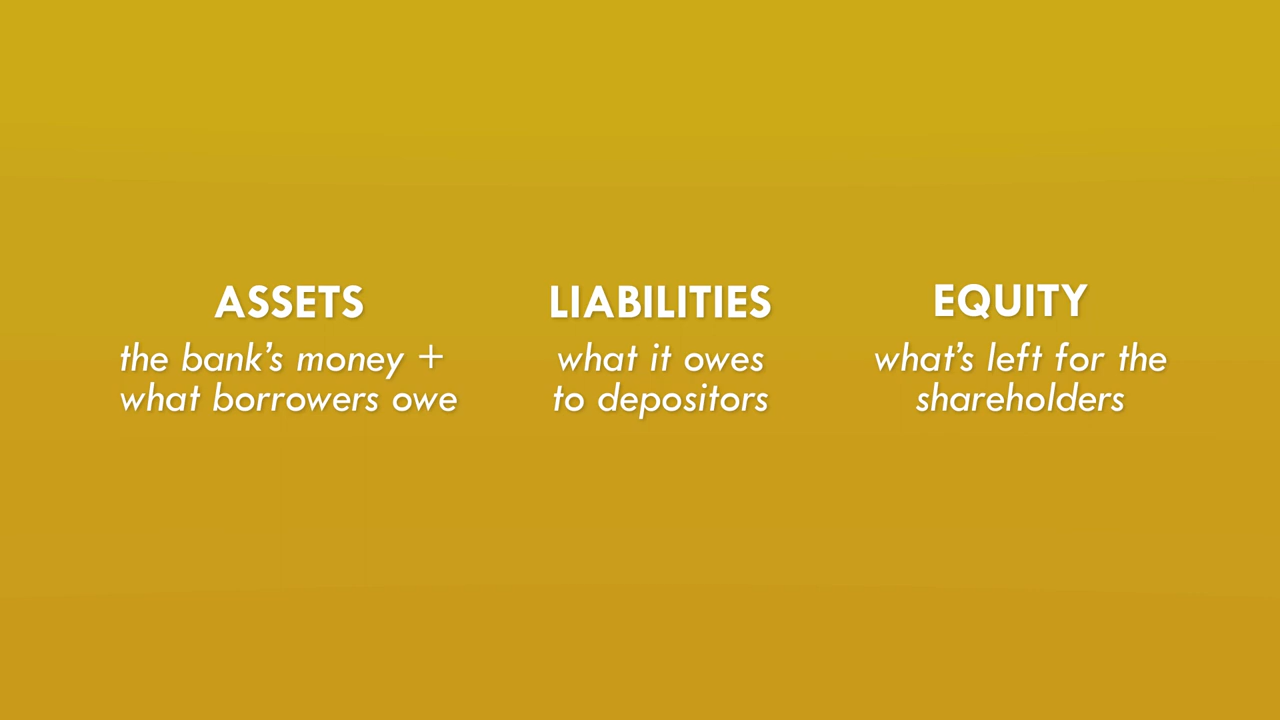 ASSETS
the bank’s money +
what borrowers owe
LIABILITIES
what it owes
to depositors
EQUITY
what’s left for the
shareholders